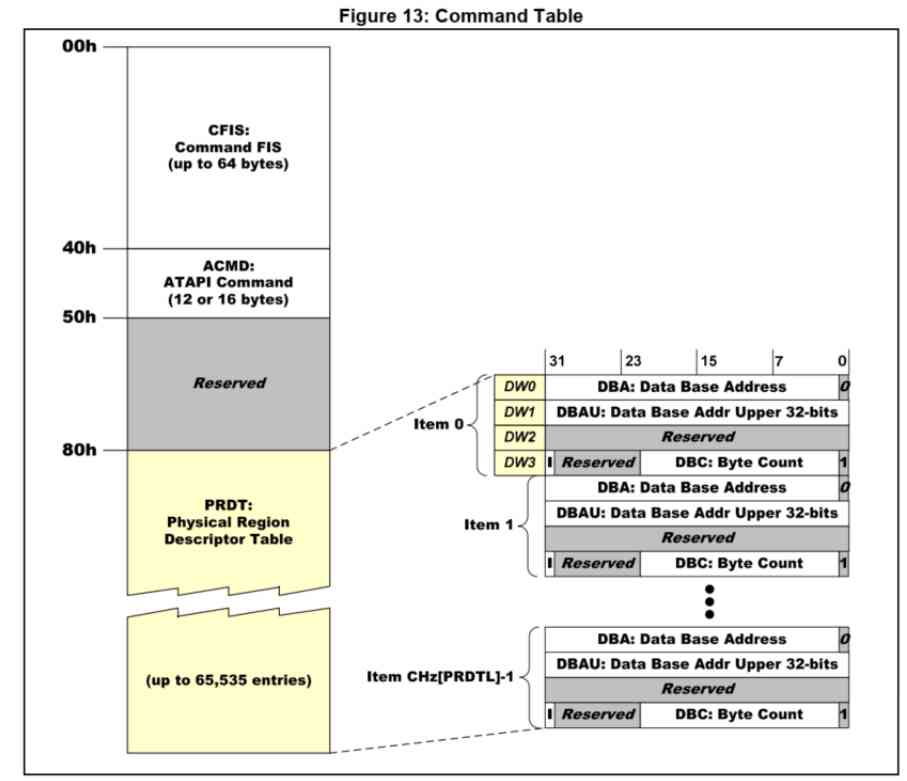 Figure 13: Command Table
00h
CFIS:
Command FIS
(up to 64 bytes)
40h
ACMD:
ATAPI Command
(12 or 16 bytes)
50h
Reserved
80h
PRDT:
Physical Region
Descriptor Table
(up to 65,535 entries)
31 23 15 7 0
Item 0
DW0 DBA: Data Base Address 0
DW1 DBAU: Data Base Addr Upper 32-bits
DW2 Reserved
DW3 I Reserved DBC: Byte Count 1
Item 1
DBA: Data Base Address 0
DBAU: Data Base Addr Upper 32-bits
Reserved
I Reserved DBC: Byte Count 1
Item CHz[PRDTL]-1
DBA: Data Base Address 0
DBAU: Data Base Addr Upper 32-bits
Reserved
I Reserved DBC: Byte Count 1